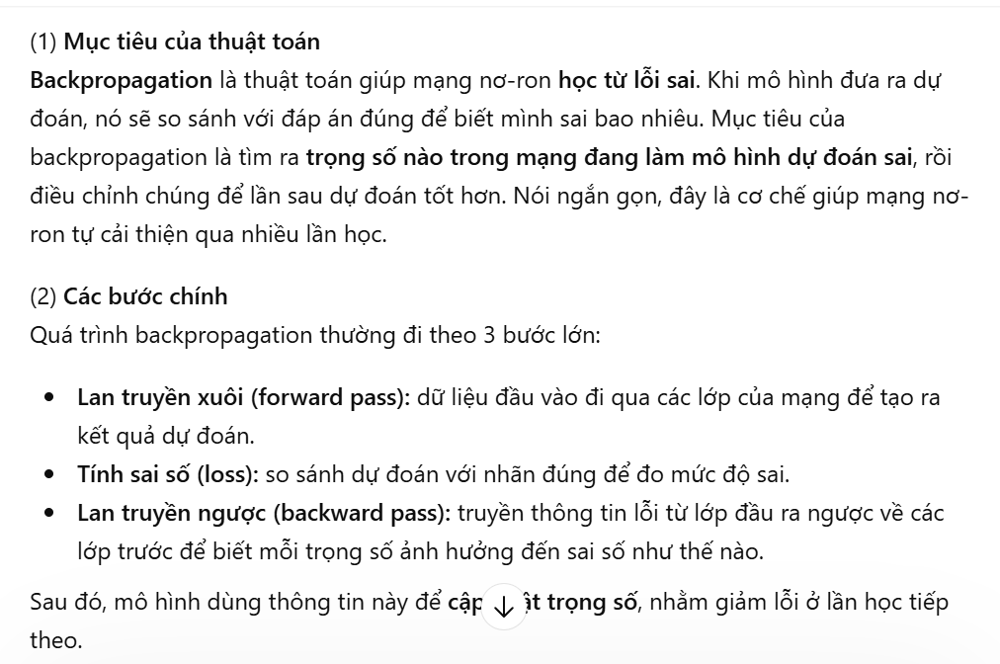 (1) Mục tiêu của thuật toán
Backpropagation là thuật toán giúp mạng nơ-ron học từ lỗi sai. Khi mô hình đưa ra dự
đoán, nó sẽ so sánh với đáp án đúng để biết mình sai bao nhiêu. Mục tiêu của
backpropagation là tìm ra trọng số nào trong mạng đang làm mô hình dự đoán sai, rồi
điều chỉnh chúng để lần sau dự đoán tốt hơn. Nói ngắn gọn, đây là cơ chế giúp mạng nơ-
ron tự cải thiện qua nhiều lần học.
(2) Các bước chính
Quá trình backpropagation thường đi theo 3 bước lớn:
• Lan truyền xuôi (forward pass): dữ liệu đầu vào đi qua các lớp của mạng để tạo ra
kết quả dự đoán.
• Tính sai số (loss): so sánh dự đoán với nhãn đúng để đo mức độ sai.
• Lan truyền ngược (backward pass): truyền thông tin lỗi từ lớp đầu ra ngược về các
lớp trước để biết mỗi trọng số ảnh hưởng đến sai số như thế nào.
Sau đó, mô hình dùng thông tin này để trọng số, nhằm giảm lỗi ở lần học tiếp
theo.